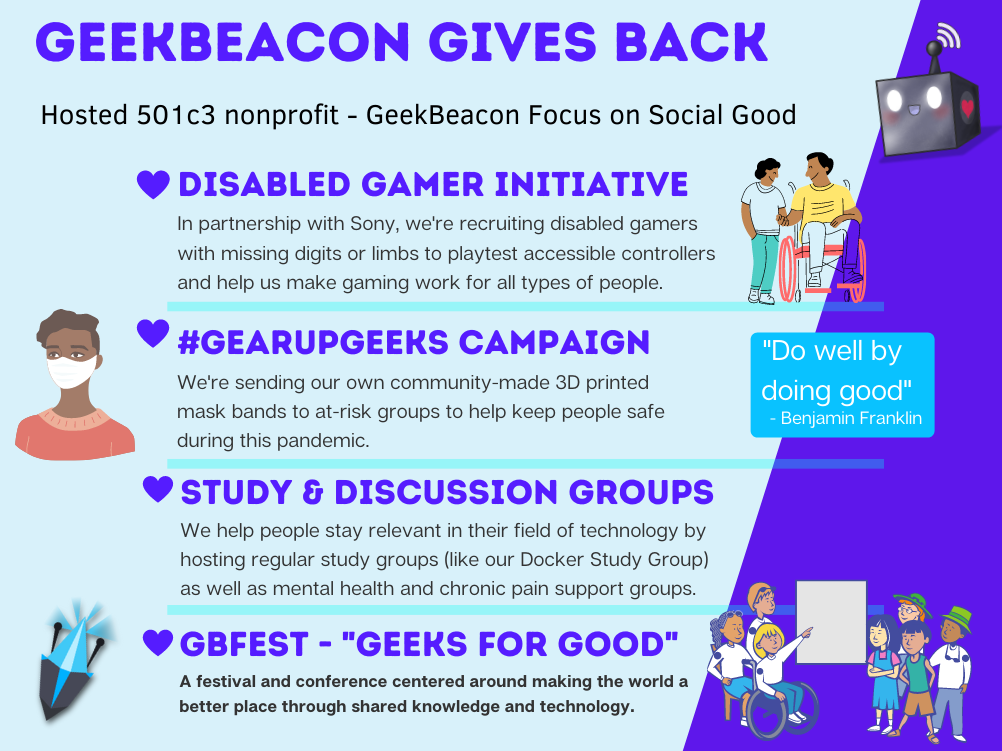 GEEKBEACON GIVES BACK
Hosted 501c3 nonprofit - GeekBeacon Focus on Social Good
DISABLED GAMER INITIATIVE
In partnership with Sony, we're recruiting disabled gamers
with missing digits or limbs to playtest accessible controllers
and help us make gaming work for all types of people.
#GEARUPGEEKS CAMPAIGN
We're sending our own community-made 3D printed
mask bands to at-risk groups to help keep people safe
during this pandemic.
"Do well by
doing good"
- Benjamin Franklin
STUDY & DISCUSSION GROUPS
We help people stay relevant in their field of technology by
hosting regular study groups (like our Docker Study Group)
as well as mental health and chronic pain support groups.
GBFEST - "GEEKS FOR GOOD"
A festival and conference centered around making the world a
better place through shared knowledge and technology.